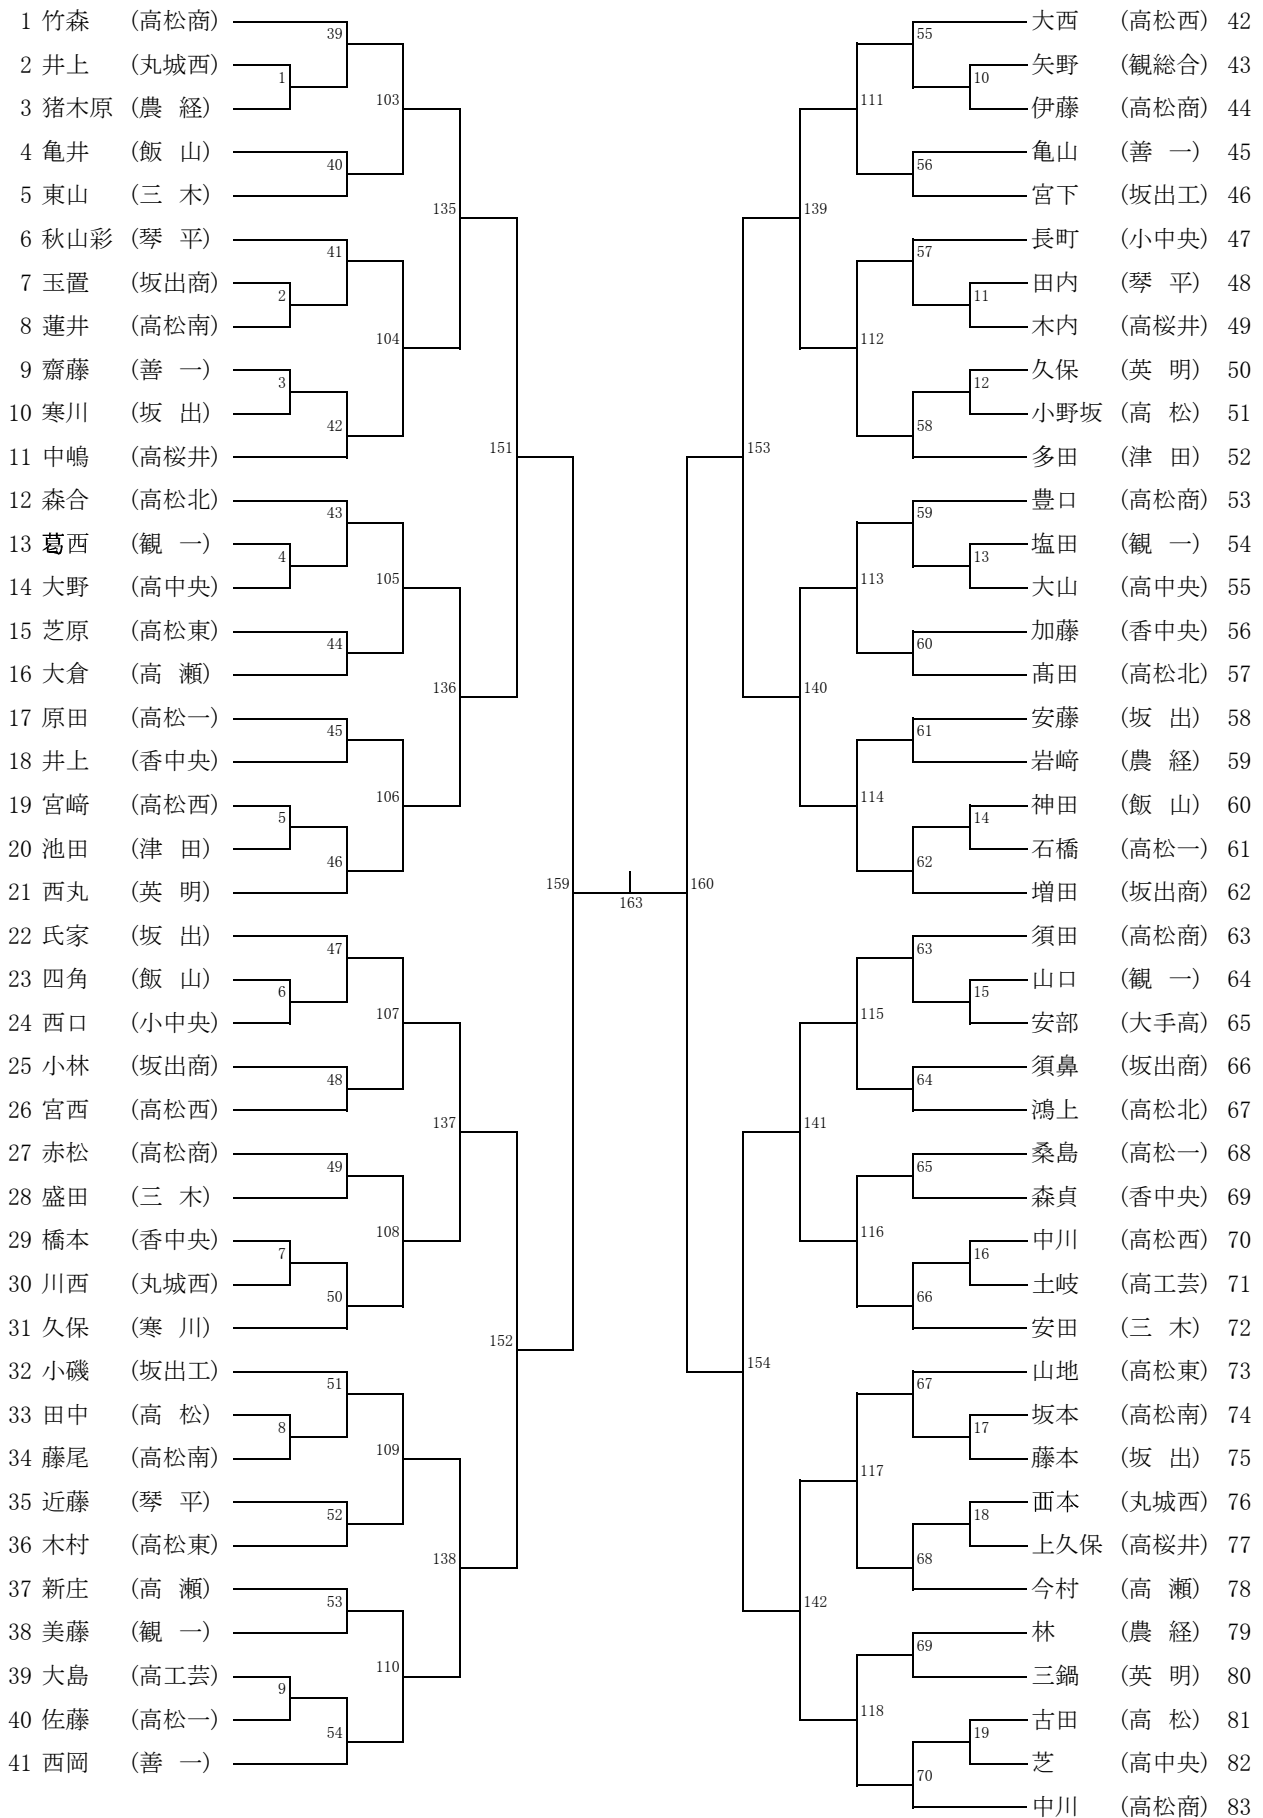 1 竹森 (高松商)
2 井上 (丸城西)
3 猪木原 (農 経)
4 亀井 (飯 山)
5 東山 (三 木)
6 秋山彩 (琴 平)
7 玉置 (坂出商)
8 蓮井 (高松南)
9 齋藤 (善 一)
10 寒川 (坂 出)
11 中嶋 (高桜井)
12 森合 (高松北)
13 葛西 (観 一)
14 大野 (高中央)
15 芝原 (高松東)
16 大倉 (高 瀬)
17 原田 (高松一)
18 井上 (香中央)
19 宮﨑 (高松西)
20 池田 (津 田)
21 西丸 (英 明)
22 氏家 (坂 出)
23 四角 (飯 山)
24 西口 (小中央)
25 小林 (坂出商)
26 宮西 (高松西)
27 赤松 (高松商)
28 盛田 (三 木)
29 橋本 (香中央)
30 川西 (丸城西)
31 久保 (寒 川)
32 小磯 (坂出工)
33 田中 (高 松)
34 藤尾 (高松南)
35 近藤 (琴 平)
36 木村 (高松東)
37 新庄 (高 瀬)
38 美藤 (観 一)
39 大島 (高工芸)
40 佐藤 (高松一)
41 西岡 (善 一)
1
2
3
4
5
6
7
8
9
39
40
41
42
43
44
45
46
47
48
49
50
51
52
53
54
103
104
105
106
107
108
109
110
135
136
137
138
151
152
159
163
160
153
154
139
140
141
142
111
112
113
114
115
116
117
118
55
56
57
58
59
60
61
62
63
64
65
66
67
68
69
70
10
11
12
13
14
15
16
17
18
19
大西 (高松西) 42
矢野 (観総合) 43
伊藤 (高松商) 44
亀山 (善 一) 45
宮下 (坂出工) 46
長町 (小中央) 47
田内 (琴 平) 48
木内 (高桜井) 49
久保 (英 明) 50
小野坂 (高 松) 51
多田 (津 田) 52
豊口 (高松商) 53
塩田 (観 一) 54
大山 (高中央) 55
加藤 (香中央) 56
髙田 (高松北) 57
安藤 (坂 出) 58
岩﨑 (農 経) 59
神田 (飯 山) 60
石橋 (高松一) 61
増田 (坂出商) 62
須田 (高松商) 63
山口 (観 一) 64
安部 (大手高) 65
須鼻 (坂出商) 66
鴻上 (高松北) 67
桑島 (高松一) 68
森貞 (香中央) 69
中川 (高松西) 70
土岐 (高工芸) 71
安田 (三 木) 72
山地 (高松東) 73
坂本 (高松南) 74
藤本 (坂 出) 75
靣本 (丸城西) 76
上久保 (高桜井) 77
今村 (高 瀬) 78
林 (農 経) 79
三鍋 (英 明) 80
古田 (高 松) 81
芝 (高中央) 82
中川 (高松商) 83